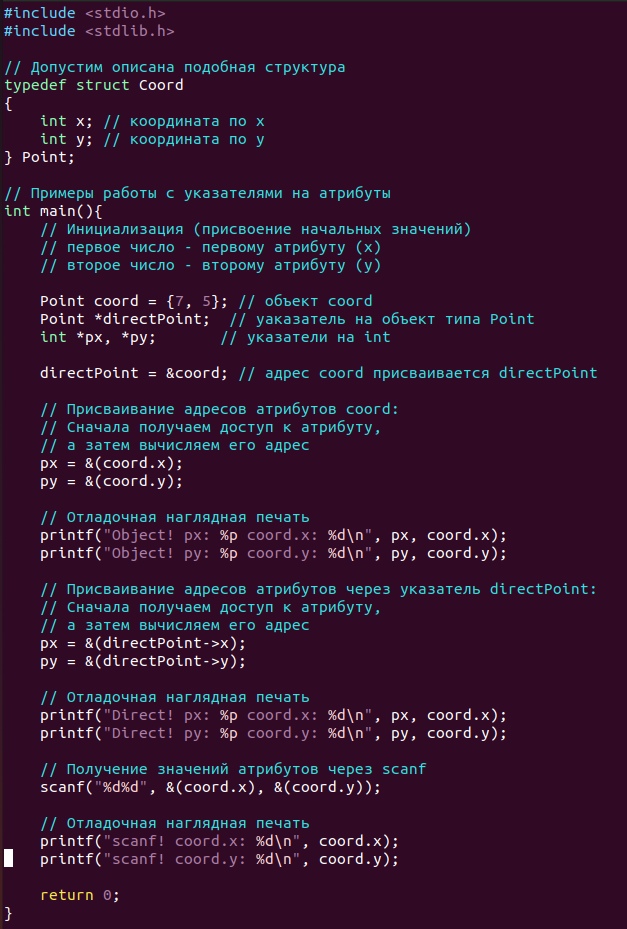 #include <stdio.h>
#include <stdlib.h>

// Допустим описана подобная структура
typedef struct Coord
{
    int x; // координата по x
    int y; // координата по y
} Point;

// Примеры работы с указателями на атрибуты
int main(){
    // Инициализация (присвоение начальных значений)
    // первое число - первому атрибуту (x)
    // второе число - второму атрибуту (y)

    Point coord = {7, 5}; // объект coord
    Point *directPoint;  // уаказатель на объект типа Point
    int *px, *py;       // указатели на int

    directPoint = &coord; // адрес coord присваивается directPoint

    // Присваивание адресов атрибутов coord:
    // Сначала получаем доступ к атрибуту,
    // а затем вычисляем его адрес
    px = &(coord.x);
    py = &(coord.y);

    // Отладочная наглядная печать
    printf("Object! px: %p coord.x: %d\n", px, coord.x);
    printf("Object! py: %p coord.y: %d\n", py, coord.y);

    // Присваивание адресов атрибутов через указатель directPoint:
    // Сначала получаем доступ к атрибуту,
    // а затем вычисляем его адрес
    px = &(directPoint->x);
    py = &(directPoint->y);

    // Отладочная наглядная печать
    printf("Direct! px: %p coord.x: %d\n", px, coord.x);
    printf("Direct! py: %p coord.y: %d\n", py, coord.y);

    // Получение значений атрибутов через scanf
    scanf("%d%d", &(coord.x), &(coord.y));

    // Отладочная наглядная печать
    printf("scanf! coord.x: %d\n", coord.x);
    printf("scanf! coord.y: %d\n", coord.y);

    return 0;
}